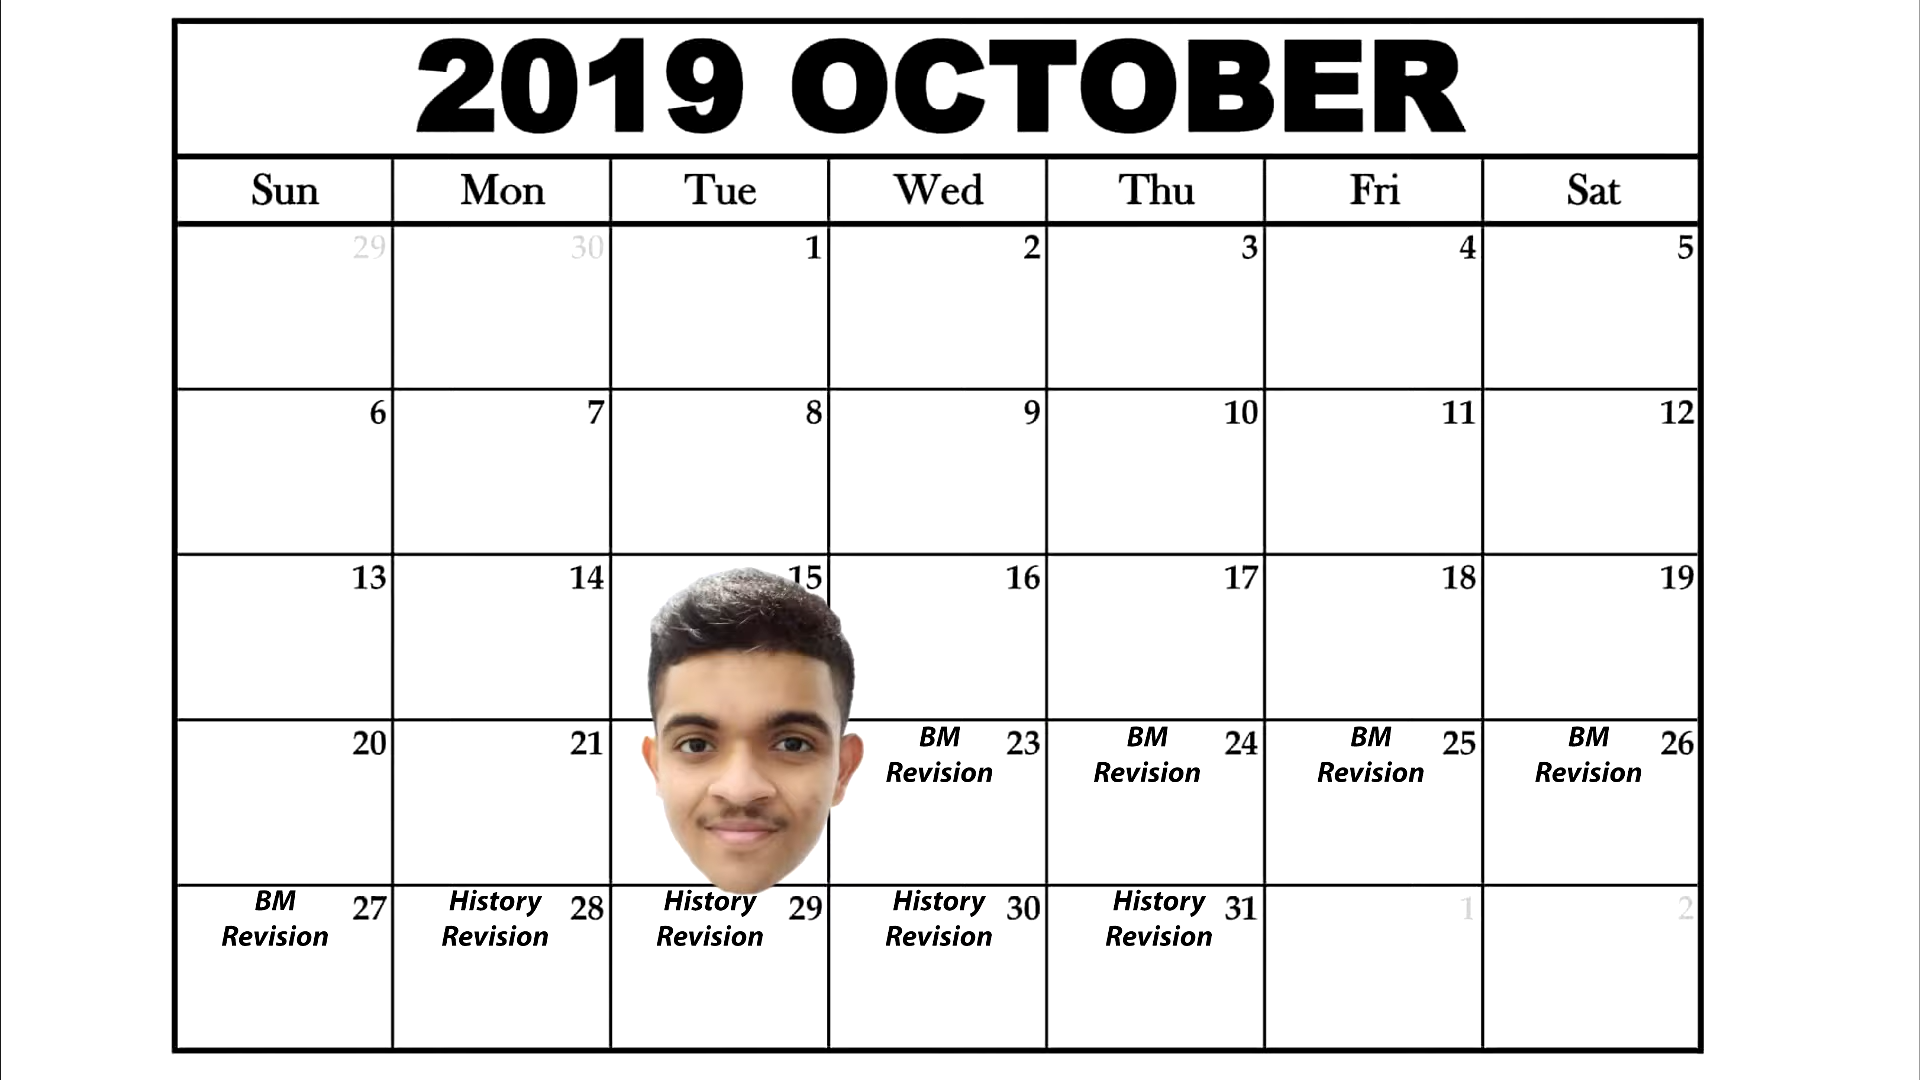 2019 OCTOBER
Sun Mon Tue Wed Thu Fri Sat
29 30 1 2 3 4 5
6 7 8 9 10 11 12
13 14 15 16 17 18 19
20 21 BM 23 BM 24 BM 25 BM 26
Revision Revision Revision Revision
BM 27 History 28 History 29 History 30 History 31 1 2
Revision Revision Revision Revision Revision